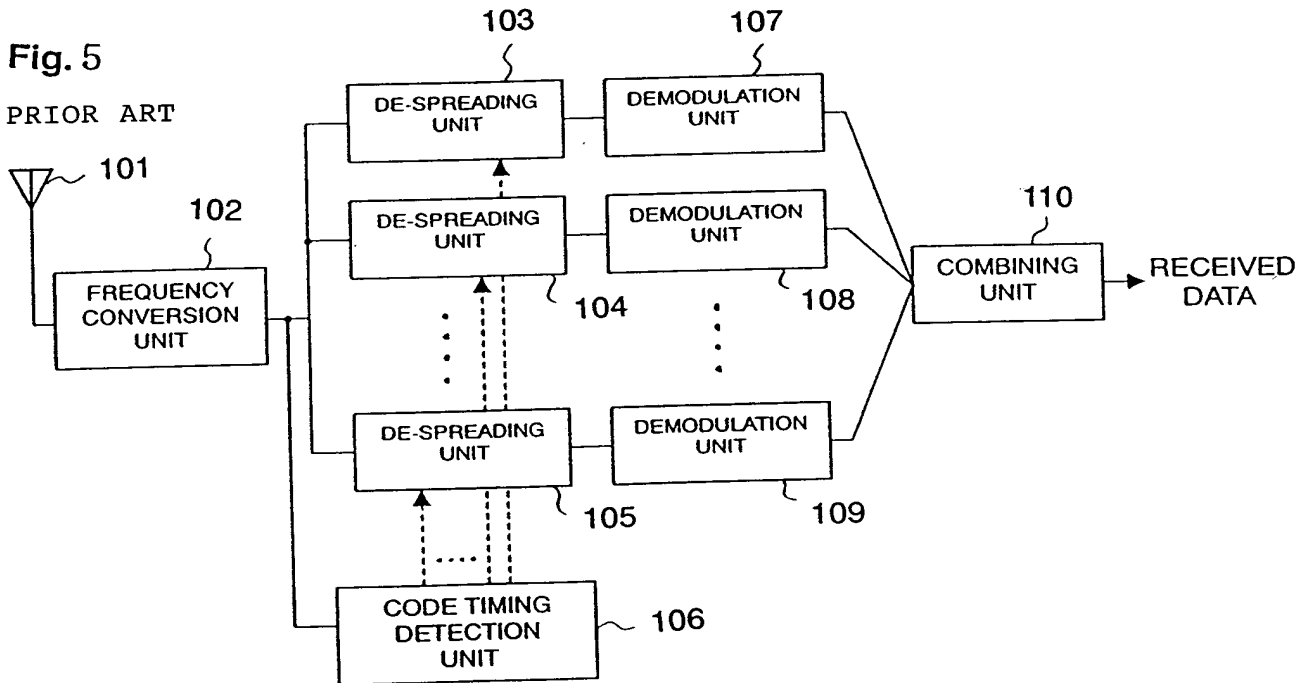 Fig. 5
PRIOR ART
101
102
FREQUENCY
CONVERSION
UNIT
103
DE-SPREADING
UNIT
107
DEMODULATION
UNIT
DE-SPREADING
UNIT
104
DEMODULATION
UNIT
108
110
COMBINING
UNIT
RECEIVED
DATA
DE-SPREADING
UNIT
105
DEMODULATION
UNIT
109
CODE TIMING
DETECTION
UNIT
106